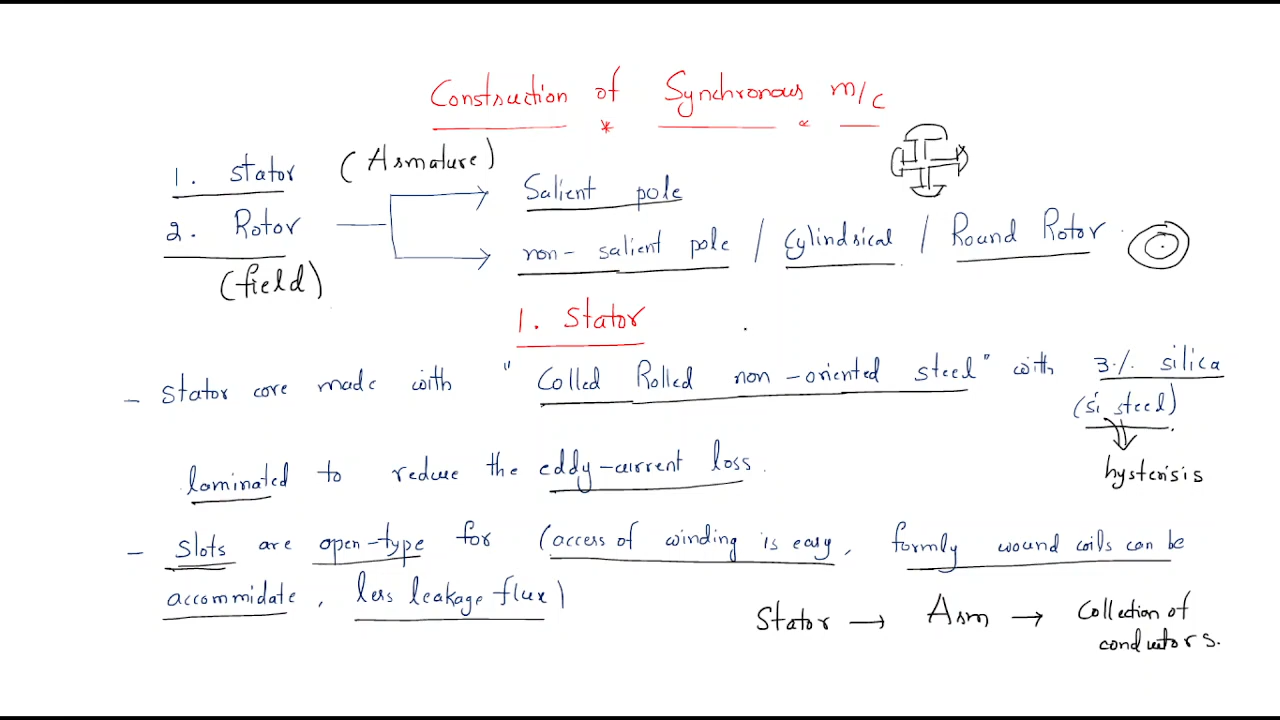 Construction of Synchronous m/c
1. Stator (Armature)
Salient pole
2. Rotor
(field)
non-salient pole / Cylindrical / Round Rotor
1. Stator
- Stator core made with "Colled Rolled non-oriented steel" with 3% silica
(Si steel)
laminated to reduce the eddy-current loss.
hysterisis
- Slots are open-type for (access of winding is easy, formly wound coils can be
accommidate, less leakage flux)
Stator → Arm → Collection of
conductors.